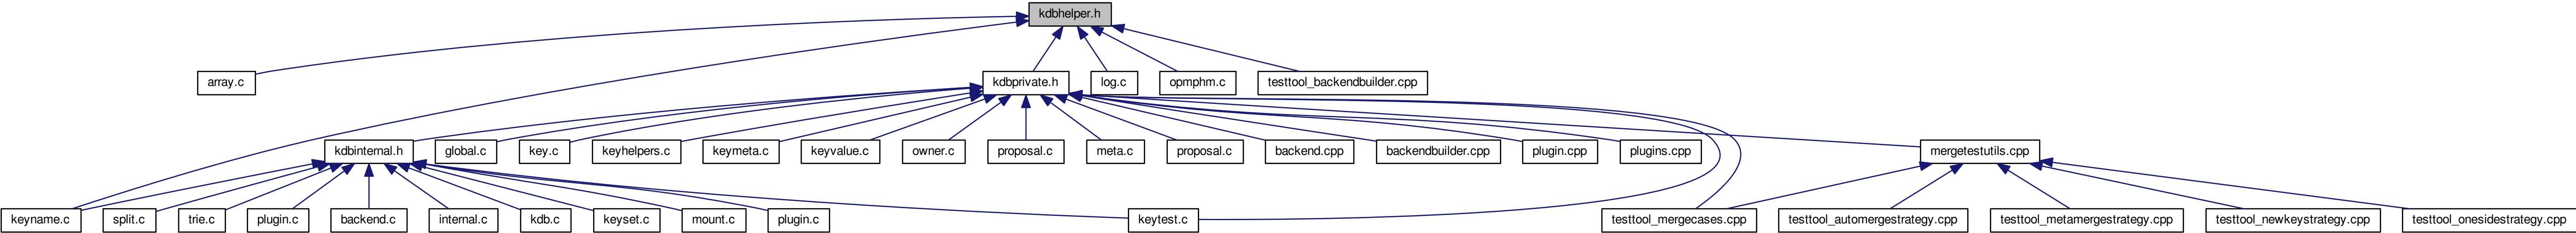 kdbhelper.h
array.c
kdbprivate.h
log.c
opmphm.c
testtool_backendbuilder.cpp
kdbinternal.h
global.c
key.c
keyhelpers.c
keymeta.c
keyvalue.c
owner.c
proposal.c
meta.c
proposal.c
backend.cpp
backendbuilder.cpp
plugin.cpp
plugins.cpp
mergetestutils.cpp
keyname.c
split.c
trie.c
plugin.c
backend.c
internal.c
kdb.c
keyset.c
mount.c
plugin.c
keytest.c
testtool_mergecases.cpp
testtool_automergestrategy.cpp
testtool_metamergestrategy.cpp
testtool_newkeystrategy.cpp
testtool_onesidestrategy.cpp